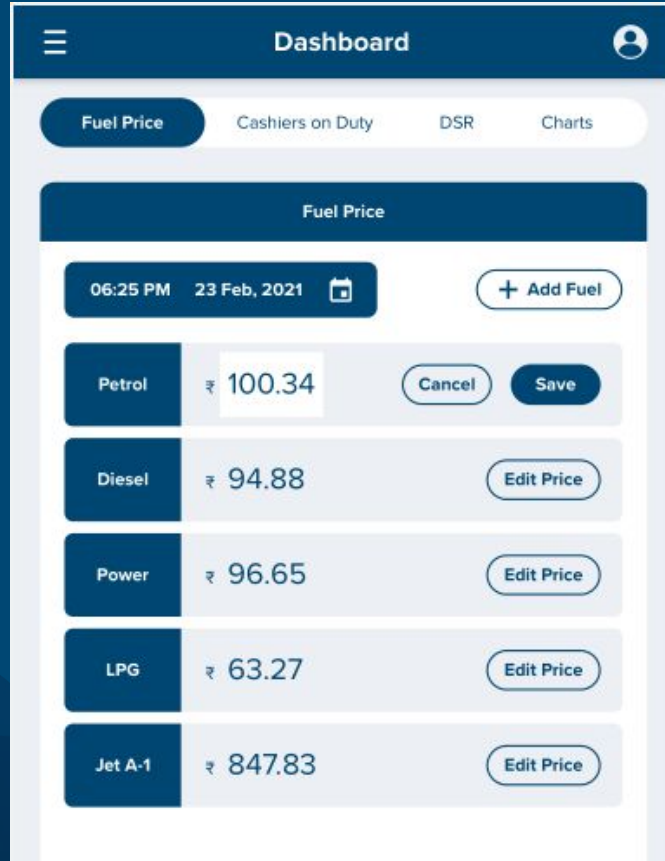 Dashboard
Fuel Price Cashiers on Duty DSR Charts
Fuel Price
06:25 PM 23 Feb, 2021 + Add Fuel
Petrol ₹ 100.34 Cancel Save
Diesel ₹ 94.88 Edit Price
Power ₹ 96.65 Edit Price
LPG ₹ 63.27 Edit Price
Jet A-1 ₹ 847.83 Edit Price